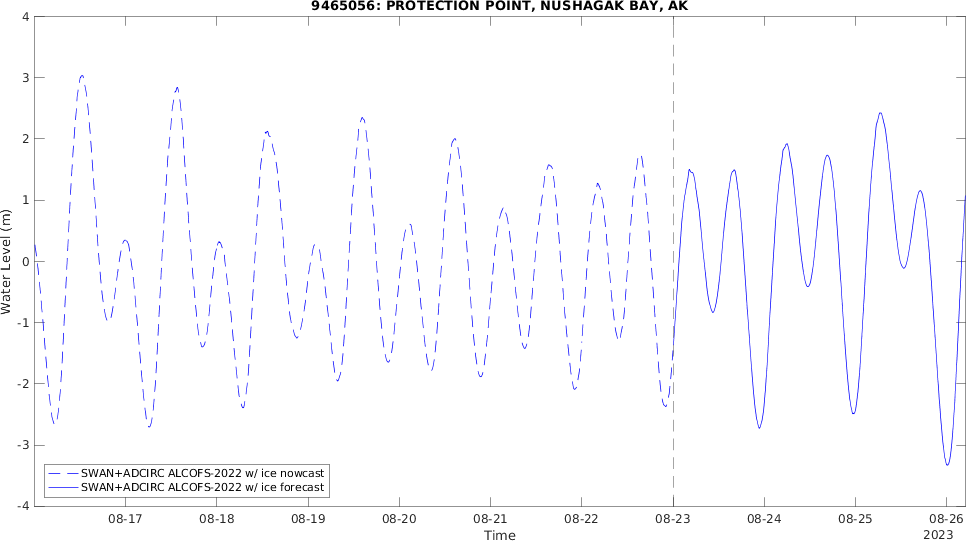 9465056: PROTECTION POINT, NUSHAGAK BAY, AK
4
3
2
1
0
-1
-2
-3
-4
Water Level (m)
SWAN+ADCIRC ALCOFS-2022 w/ ice nowcast
SWAN+ADCIRC ALCOFS-2022 w/ ice forecast
08-17 08-18 08-19 08-20 08-21 08-22 08-23 08-24 08-25 08-26
Time
2023